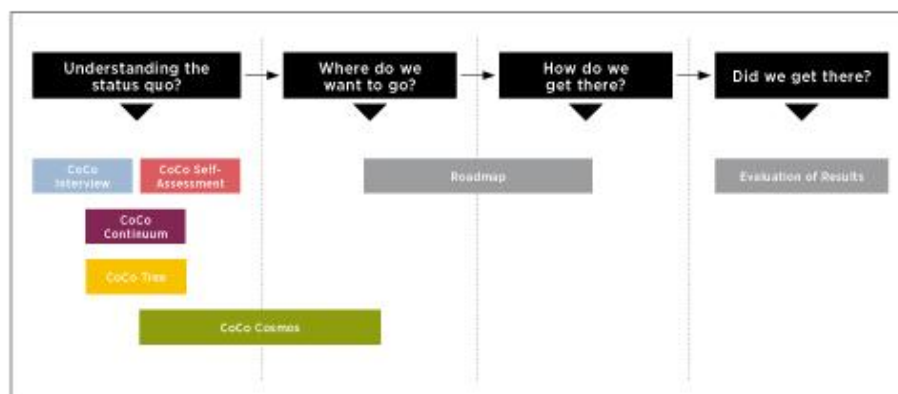 Understanding the
status quo?
Where do we
want to go?
How do we
get there?
Did we get there?
CoCo
Interview
CoCo Self-
Assessment
Roadmap
Evaluation of Results
CoCo
Continuum
CoCo Tree
CoCo Cosmos